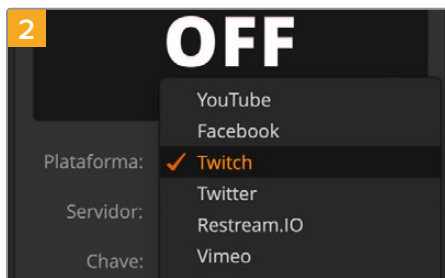 2
OFF
YouTube
Facebook
Plataforma:
✓ Twitch
Twitter
Servidor:
Restream.IO
Chave:
Vimeo